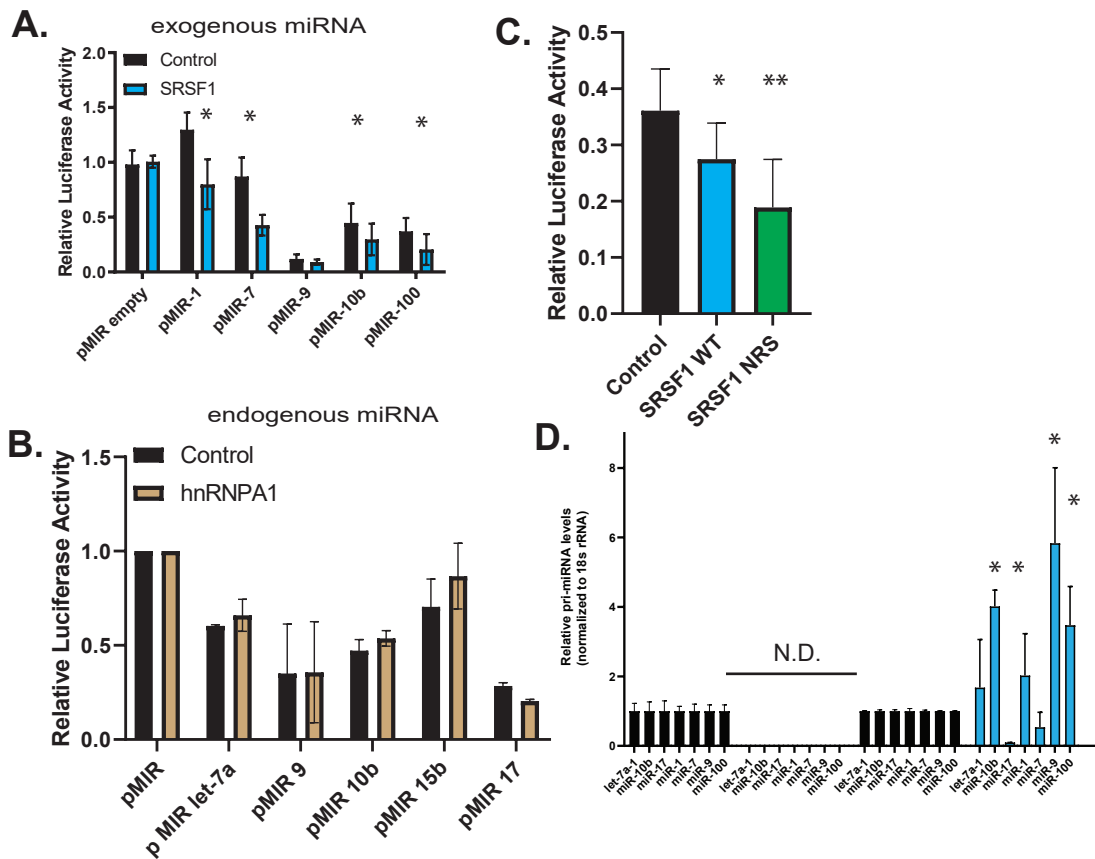 A.
exogenous miRNA
Relative Luciferase Activity
2.0
1.5
1.0
0.5
0.0
Control
SRSF1
*
*
*
*
pMIR empty
pMIR-1
pMIR-7
pMIR-9
pMIR-10b
pMIR-100
C.
Relative Luciferase Activity
0.5
0.4
0.3
0.2
0.1
0.0
*
**
Control
SRSF1 WT
SRSF1 NRS
endogenous miRNA
B.
Relative Luciferase Activity
1.5
1.0
0.5
0.0
Control
hnRNPA1
pMIR
p MIR let-7a
pMIR 9
pMIR 10b
pMIR 15b
pMIR 17
D.
Relative pri-miRNA levels
(normalized to 18s rRNA)
8
6
4
2
0
N.D.
*
*
*
*
let-7a-1
miR-10b
miR-17
miR-1
miR-7
miR-9
miR-100
let-7a-1
miR-10b
miR-17
miR-1
miR-7
miR-9
miR-100
let-7a-1
miR-10b
miR-17
miR-1
miR-7
miR-9
miR-100
let-7a-1
miR-10b
miR-17
miR-1
miR-7
miR-9
miR-100